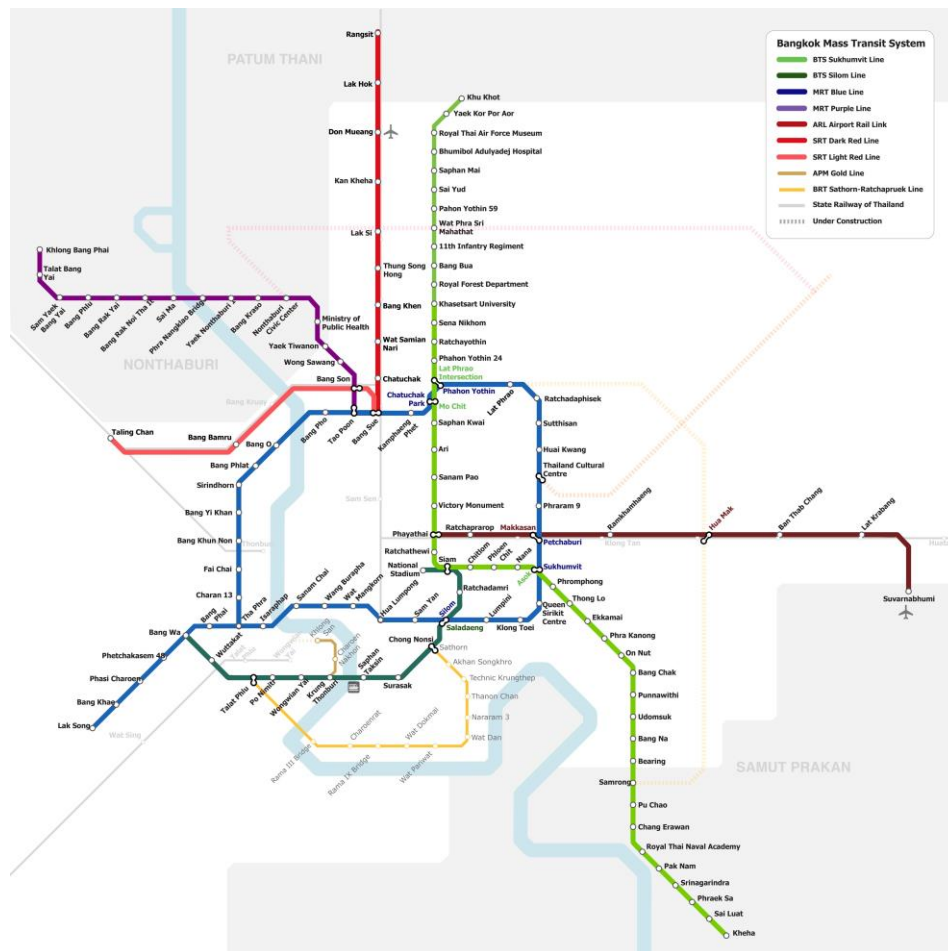 PATUM THANI
NONTHABURI
SAMUT PRAKAN
Bangkok Mass Transit System
BTS Sukhumvit Line
BTS Silom Line
MRT Blue Line
MRT Purple Line
ARL Airport Rail Link
SRT Dark Red Line
SRT Light Red Line
APM Gold Line
BRT Sathorn-Ratchapruek Line
State Railway of Thailand
Under Construction
Rangsit
Lak Hok
Don Mueang
Kan Kheha
Lak Si
Thung Song
Hong
Bang Khen
Wat Samian
Nari
Chatuchak
Khu Khot
Yaek Kor Por Aor
Royal Thai Air Force Museum
Bhumibol Adulyadej Hospital
Saphan Mai
Sai Yud
Pahon Yothin 59
Wat Phra Sri
Mahathat
11th Infantry Regiment
Bang Bua
Royal Forest Department
Khasetsart University
Sena Nikhom
Ratchayothin
Phahon Yothin 24
Lat Phrao
Intersection
Phahon Yothin
Chatuchak
Park
Mo Chit
Saphan Kwai
Ari
Sanam Pao
Victory Monument
Phayathai
Ratchathewi
Siam
National
Stadium
Khlong Bang Phai
Talat Bang
Yai
Sam Yaek
Bang Yai
Bang Phlu
Bang Rak Yai
Bang Rak Noi Tha It
Sai Ma
Phra Nangklao Bridg
Yaek Nonthaburi 1
Bang Kraso
Nonthaburi
Civic Center
Ministry of
Public Health
Yaek Tiwanon
Wong Sawang
Bang Son
Tao Poon
Bang Sue
Kamphaeng
Phet
Bang Pho
Bang O
Bang Phlat
Sirindhorn
Bang Yi Khan
Bang Khun Non
Fai Chai
Charan 13
Taling Chan
Bang Bamru
Bang Kruay
Sam Sen
Thonburi
Lat Phrao
Ratchadaphisek
Sutthisan
Huai Kwang
Thailand Cultural
Centre
Phraram 9
Petchaburi
Sukhumvit
Queen
Sirikit
Centre
Klong Toei
Lumpini
Silom
Saladaeng
Sam Yan
Hua Lumpong
Wat
Mengkorn
Wang Burapha
Sanam Chai
Isaraphap
Tha Phra
Bang
Phai
Bang Wa
Phetchakasem 48
Phasi Charoen
Bang Khae
Lak Song
Ratchaprarop
Makkasan
Ramkhamhaeng
Klong Tan
Hua Mak
Ban Thab Chang
Lat Krabang
Suvarnabhumi
Chitlom
Phloen
Chit
Nana
Asok
Phromphong
Thong Lo
Ekkamai
Phra Kanong
On Nut
Bang Chak
Punnawithi
Udomsuk
Bang Na
Bearing
Samrong
Pu Chao
Chang Erawan
Royal Thai Naval Academy
Pak Nam
Srinagarindra
Phraek Sa
Sai Luat
Kheha
Ratchadamri
Chong Nonsi
Surasak
Saphan
Taksin
Krung
Thonburi
Wongwian Yai
Po Nimitr
Talat Phlu
Wuttakat
Khlong
San
Charoen
Nakhon
Talat
Phlu
Wat Sing
Sathorn
Akhan Songkhro
Technic Krungthep
Thanon Chan
Nararam 3
Wat Dan
Wat Pariwat
Wat Dokmai
Rama IX Bridge
Charoenrat
Rama III Bridge